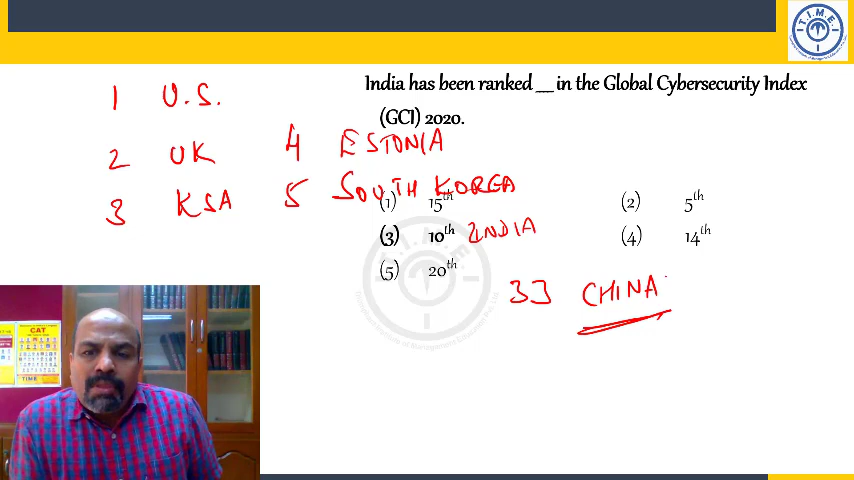 T.I.M.E.
India has been ranked __ in the Global Cybersecurity Index
(GCI) 2020.
1 U.S.
2 UK
3 KSA
4 ESTONIA
5 SOUTH KOREA
(1) 15th
(2) 5th
(3) 10th INDIA
(4) 14th
(5) 20th
33 CHINA
CAT
TIME